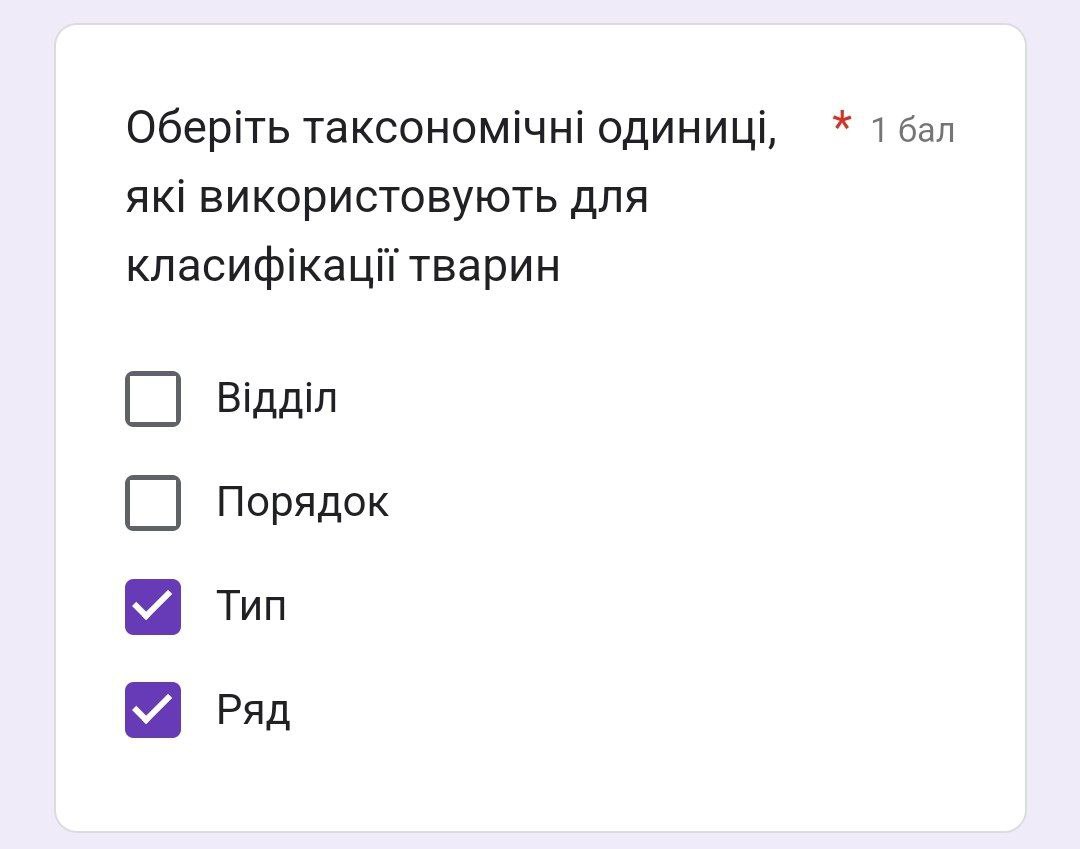 Оберіть таксономічні одиниці, * 1 бал
які використовують для
класифікації тварин
Відділ
Порядок
Тип
Ряд